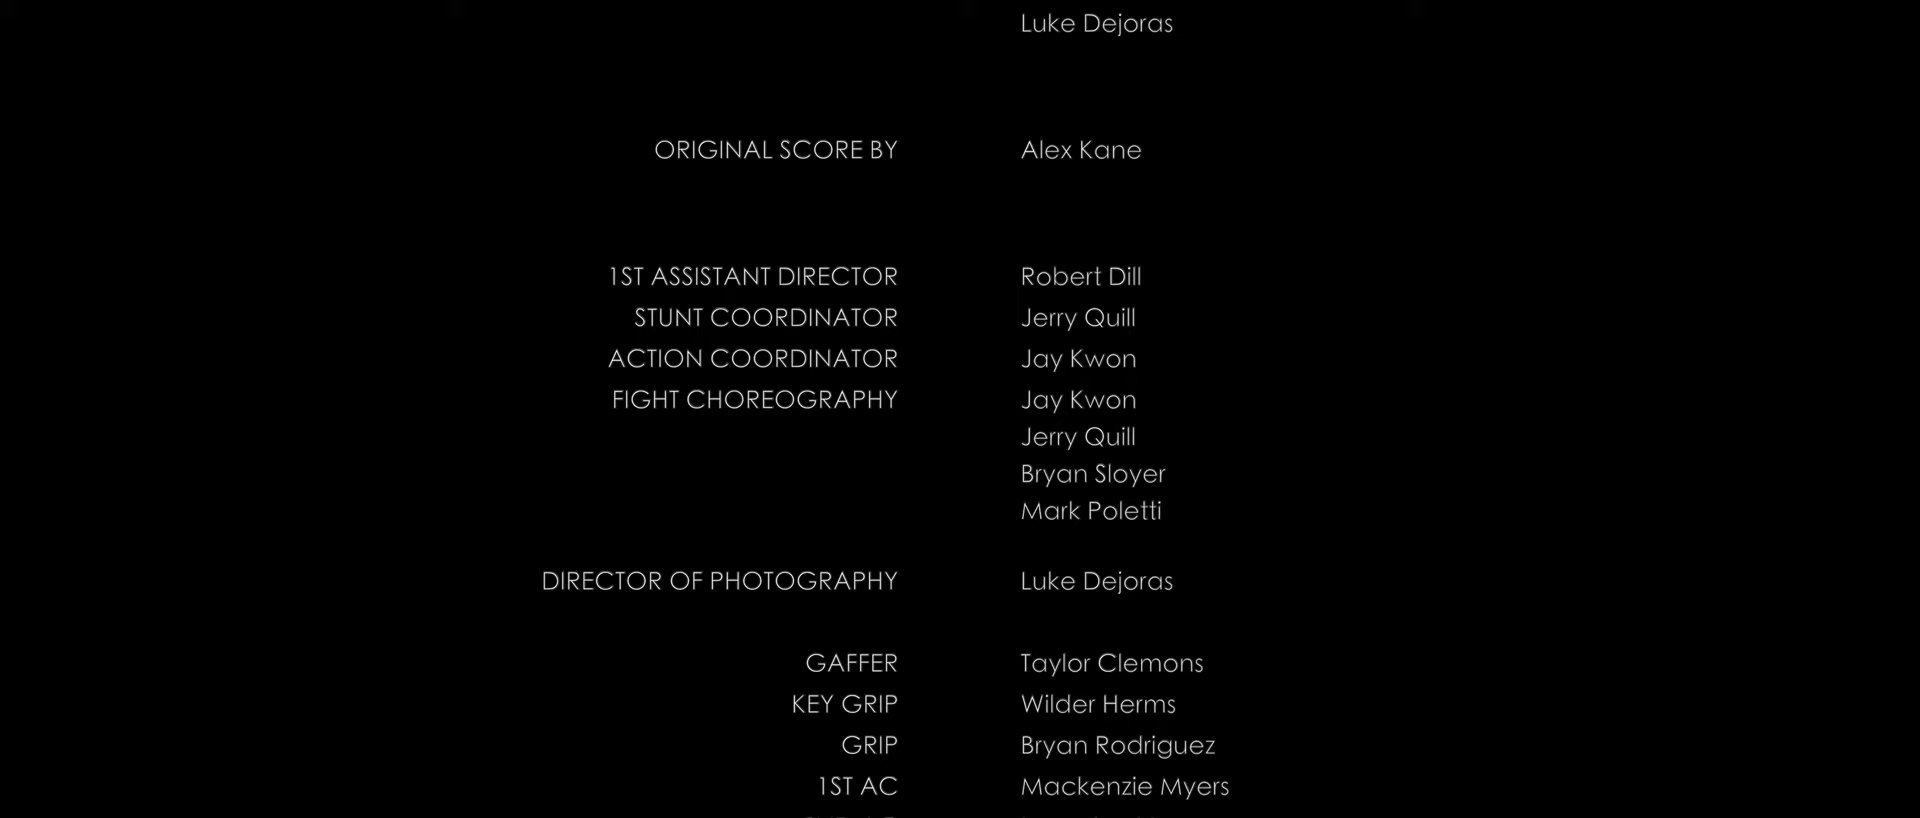 Luke Dejoras
ORIGINAL SCORE BY Alex Kane
1ST ASSISTANT DIRECTOR Robert Dill
STUNT COORDINATOR Jerry Quill
ACTION COORDINATOR Jay Kwon
FIGHT CHOREOGRAPHY Jay Kwon
Jerry Quill
Bryan Sloyer
Mark Poletti
DIRECTOR OF PHOTOGRAPHY Luke Dejoras
GAFFER Taylor Clemons
KEY GRIP Wilder Herms
GRIP Bryan Rodriguez
1ST AC Mackenzie Myers